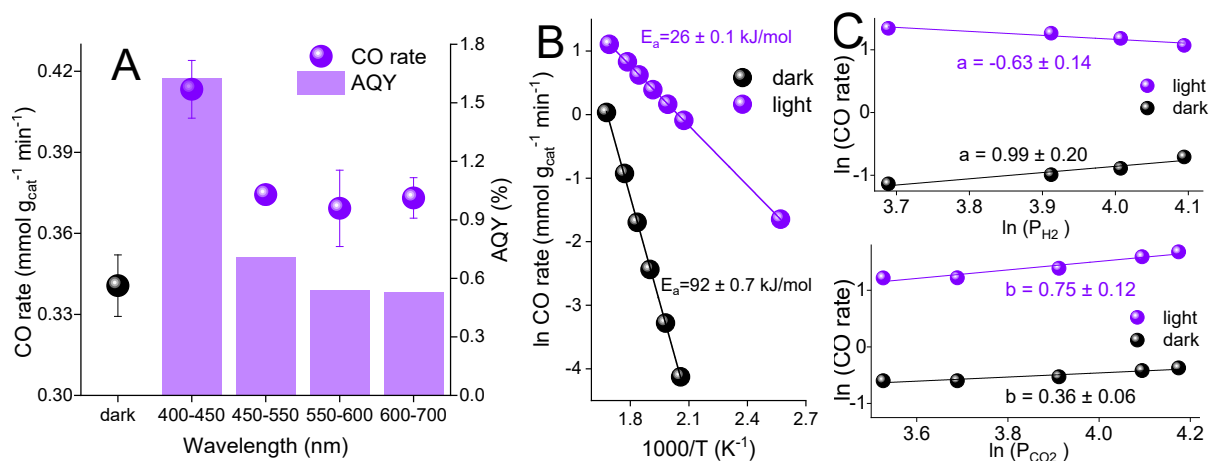 A
CO rate
AQY
CO rate (mmol g_cat^-1 min^-1)
0.42
0.39
0.36
0.33
0.30
1.8
1.5
1.2
0.9
0.6
0.3
0.0
AQY (%)
dark
400-450
450-550
550-600
600-700
Wavelength (nm)
B
E_a=26 ± 0.1 kJ/mol
dark
light
E_a=92 ± 0.7 kJ/mol
ln CO rate (mmol g_cat^-1 min^-1)
1
0
-1
-2
-3
-4
1.8
2.1
2.4
2.7
1000/T (K^-1)
C
a = -0.63 ± 0.14
light
dark
a = 0.99 ± 0.20
ln (CO rate)
1
0
-1
3.7
3.8
3.9
4.0
4.1
ln (P_H2)
b = 0.75 ± 0.12
light
dark
b = 0.36 ± 0.06
ln (CO rate)
1
0
-1
3.6
3.8
4.0
4.2
ln (P_CO2)